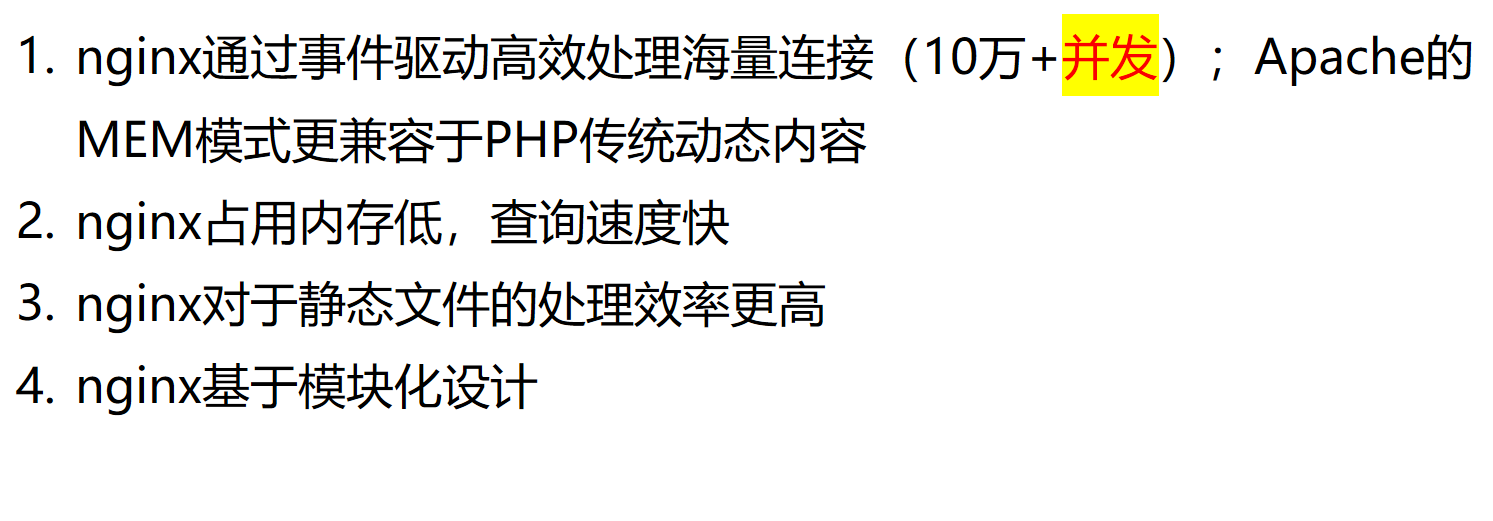 1. nginx通过事件驱动高效处理海量连接（10万+并发）；Apache的
MEM模式更兼容于PHP传统动态内容
2. nginx占用内存低，查询速度快
3. nginx对于静态文件的处理效率更高
4. nginx基于模块化设计